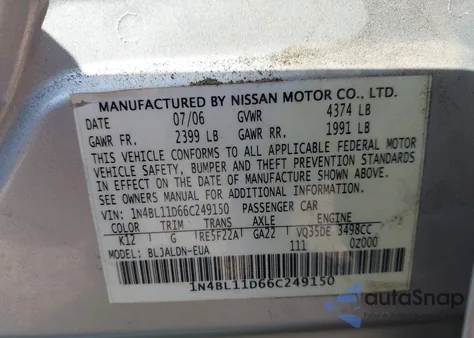 MANUFACTURED BY NISSAN MOTOR CO., LTD.
DATE 07/06 GVWR 4374 LB
GAWR FR. 2399 LB GAWR RR. 1991 LB
THIS VEHICLE CONFORMS TO ALL APPLICABLE FEDERAL MOTOR
VEHICLE SAFETY, BUMPER AND THEFT PREVENTION STANDARDS
IN EFFECT ON THE DATE OF MANUFACTURE SHOWN ABOVE.
SEE OWNERS MANUAL FOR ADDITIONAL INFORMATION.
VIN: 1N4BL11D66C249150 PASSENGER CAR
COLOR TRIM TRANS AXLE ENGINE
K12 G RE5F22A GA22 VQ35DE 3498CC
MODEL: BLJALDN-EUA 111 0Z000
1N4BL11D66C249150
autoSnap